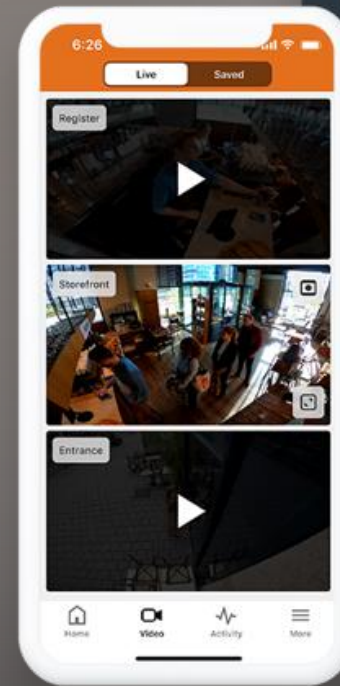 6:26
Live Saved
Register
Storefront
Entrance
Home Video Activity More